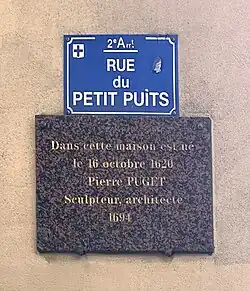 2e Arrt
RUE
du
PETIT PUITS
Dans cette maison est né
le 16 octobre 1620
Pierre PUGET
Sculpteur, architecte
1694